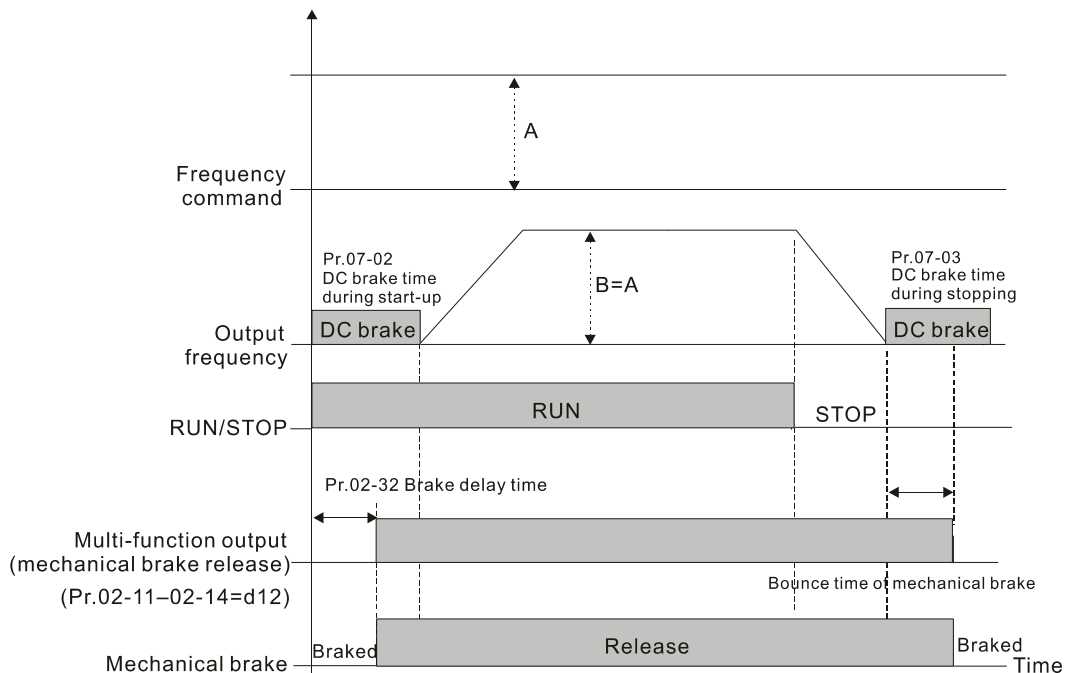 A
Frequency
command
Pr.07-02
DC brake time
during start-up
B=A
Pr.07-03
DC brake time
during stopping
Output
frequency
DC brake
DC brake
RUN/STOP
RUN
STOP
Pr.02-32 Brake delay time
Multi-function output
(mechanical brake release)
(Pr.02-11–02-14=d12)
Bounce time of mechanical brake
Mechanical brake
Braked
Release
Braked
Time